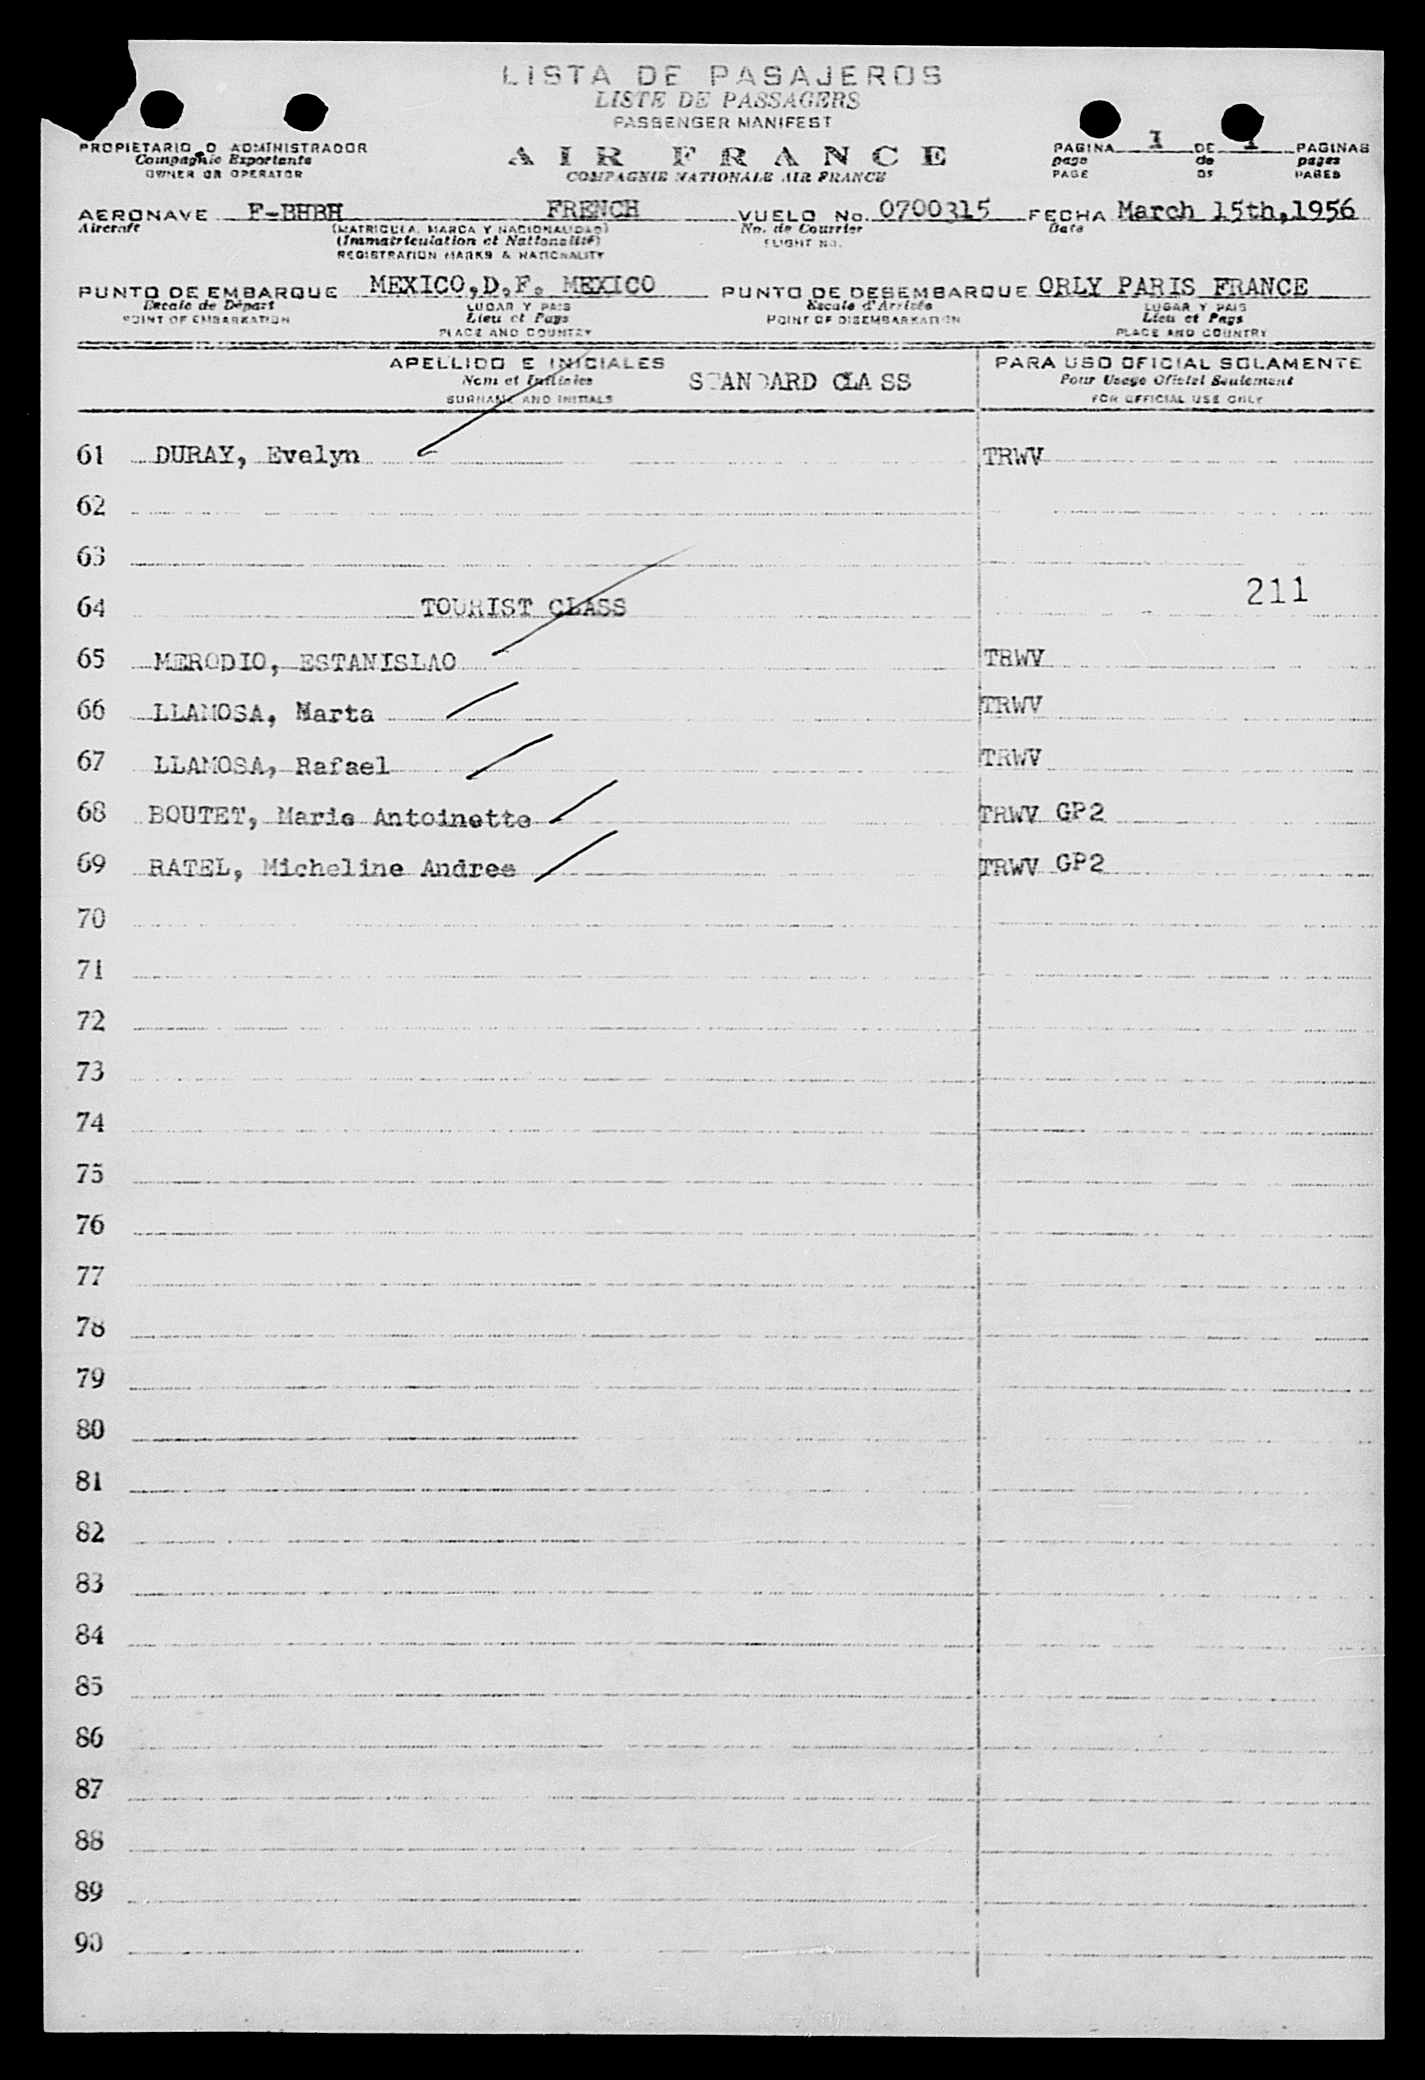 LISTA DE PASAJEROS
LISTE DE PASSAGERS
PASSENGER MANIFEST
PROPIETARIO O ADMINISTRADOR
Compagnie Exportante
OWNER OR OPERATOR
AIR FRANCE
COMPAGNIE NATIONALE AIR FRANCE
PAGINA 1 DE 1 PAGINAS
page de pages
PAGE OF PAGES
AERONAVE F-BHBH FRENCH VUELO No. 0700315 FECHA March 15th,1956
Aircraft (MATRICULA, MARCA Y NACIONALIDAD) No. de Courrier Date
(Immatriculation et Nationalité) FLIGHT NO.
REGISTRATION MARKS & NATIONALITY
PUNTO DE EMBARQUE MEXICO,D.F. MEXICO PUNTO DE DESEMBARQUE ORLY PARIS FRANCE
Escale de Départ LUGAR Y PAIS Escale d'Arrivée LUGAR Y PAIS
POINT OF EMBARKATION Lieu et Pays POINT OF DISEMBARKATION Lieu et Pays
PLACE AND COUNTRY PLACE AND COUNTRY
APELLIDO E INICIALES PARA USO OFICIAL SOLAMENTE
Nom et Initiales STANDARD CLASS Pour Usage Officiel Seulement
SURNAME AND INITIALS FOR OFFICIAL USE ONLY
61 DURAY, Evelyn TRWV
62
63
211
64 TOURIST CLASS
65 MERODIO, ESTANISLAO TRWV
66 LLAMOSA, Marta TRWV
67 LLAMOSA, Rafael TRWV
68 BOUTET, Marie Antoinette TRWV GP2
69 RATEL, Micheline Andree TRWV GP2
70
71
72
73
74
75
76
77
78
79
80
81
82
83
84
85
86
87
88
89
90